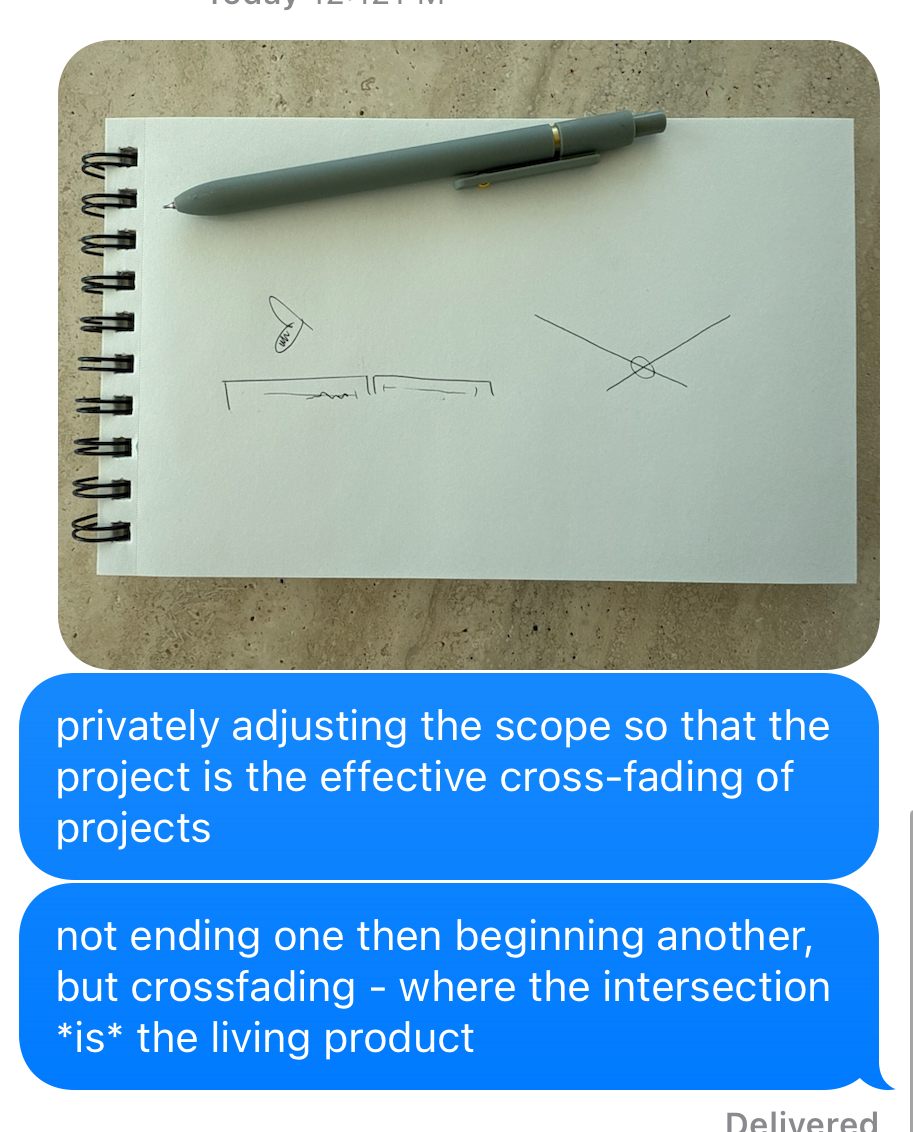 privately adjusting the scope so that the
project is the effective cross-fading of
projects
not ending one then beginning another,
but crossfading - where the intersection
*is* the living product
Delivered